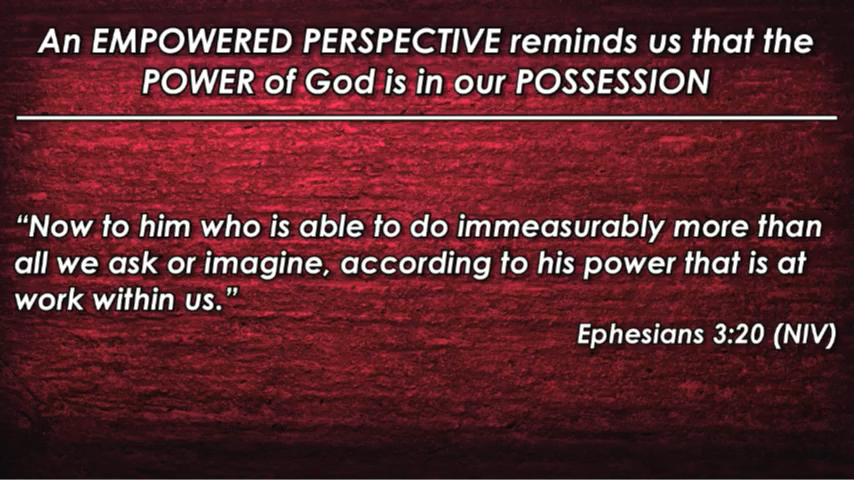 An EMPOWERED PERSPECTIVE reminds us that the
POWER of God is in our POSSESSION
“Now to him who is able to do immeasurably more than
all we ask or imagine, according to his power that is at
work within us.”
Ephesians 3:20 (NIV)